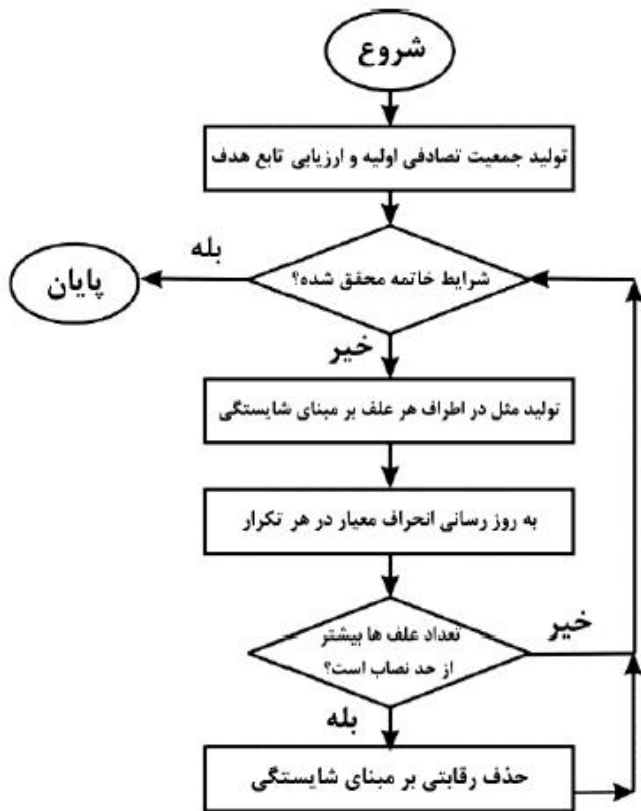 شروع
تولید جمعیت تصادفی اولیه و ارزیابی تابع هدف
شرایط خاتمه محقق شده؟
بله
پایان
خیر
تولید مثل در اطراف هر علف بر مبنای شایستگی
به روز رسانی انحراف معیار در هر تکرار
تعداد علف ها بیشتر
از حد نصاب است؟
خیر
بله
حذف رقابتی بر مبنای شایستگی